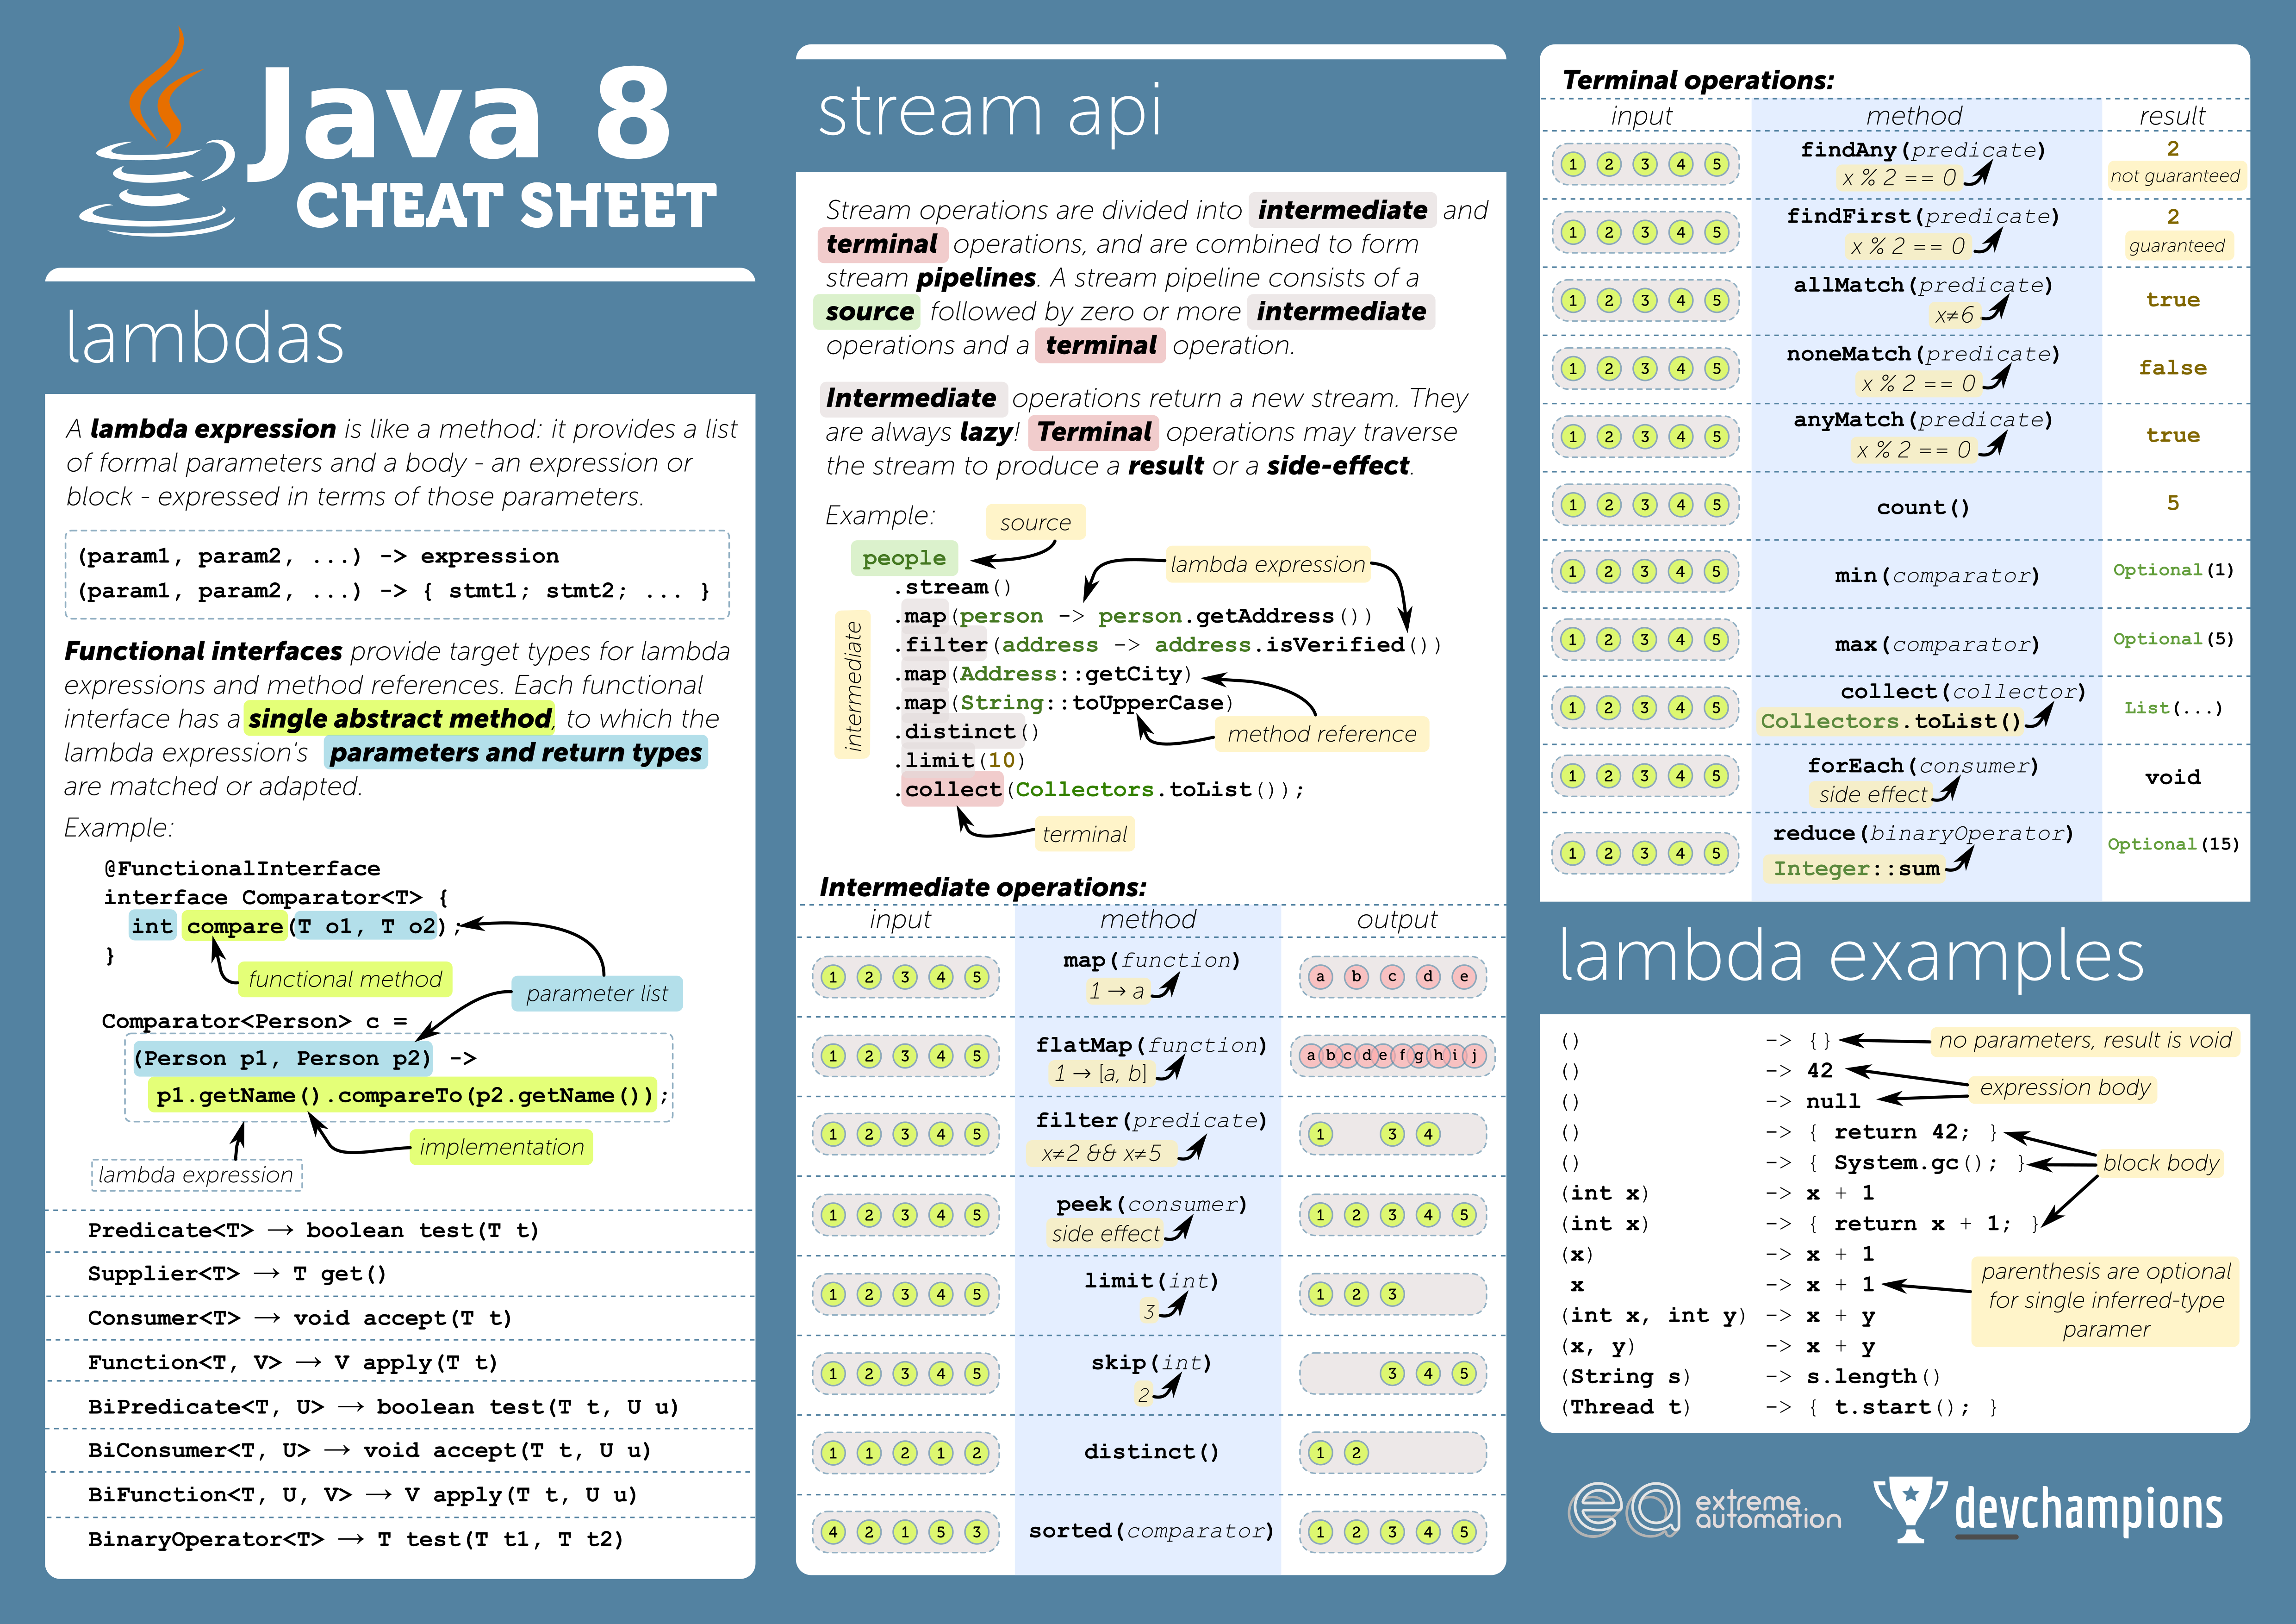 Java 8
CHEAT SHEET
lambdas
A lambda expression is like a method: it provides a list
of formal parameters and a body - an expression or
block - expressed in terms of those parameters.
(param1, param2, ...) -> expression
(param1, param2, ...) -> { stmt1; stmt2; ... }
Functional interfaces provide target types for lambda
expressions and method references. Each functional
interface has a single abstract method, to which the
lambda expression's parameters and return types
are matched or adapted.
Example:
@FunctionalInterface
interface Comparator<T> {
int compare(T o1, T o2);
}
functional method
parameter list
Comparator<Person> c =
(Person p1, Person p2) ->
p1.getName().compareTo(p2.getName());
implementation
lambda expression
Predicate<T> → boolean test(T t)
Supplier<T> → T get()
Consumer<T> → void accept(T t)
Function<T, V> → V apply(T t)
BiPredicate<T, U> → boolean test(T t, U u)
BiConsumer<T, U> → void accept(T t, U u)
BiFunction<T, U, V> → V apply(T t, U u)
BinaryOperator<T> → T test(T t1, T t2)
stream api
Stream operations are divided into intermediate and
terminal operations, and are combined to form
stream pipelines. A stream pipeline consists of a
source followed by zero or more intermediate
operations and a terminal operation.
Intermediate operations return a new stream. They
are always lazy! Terminal operations may traverse
the stream to produce a result or a side-effect.
Example:
source
people
lambda expression
.stream()
.map(person -> person.getAddress())
.filter(address -> address.isVerified())
.map(Address::getCity)
.map(String::toUpperCase)
.distinct()
.limit(10)
.collect(Collectors.toList());
intermediate
method reference
terminal
Intermediate operations:
input method output
1 2 3 4 5 map(function) a b c d e
1 → a
1 2 3 4 5 flatMap(function) a b c d e f g h i j
1 → [a, b]
1 2 3 4 5 filter(predicate) 1 3 4
x≠2 && x≠5
1 2 3 4 5 peek(consumer) 1 2 3 4 5
side effect
1 2 3 4 5 limit(int) 1 2 3
3
1 2 3 4 5 skip(int) 3 4 5
2
1 1 2 1 2 distinct() 1 2
4 2 1 5 3 sorted(comparator) 1 2 3 4 5
Terminal operations:
input method result
1 2 3 4 5 findAny(predicate) 2
x % 2 == 0 not guaranteed
1 2 3 4 5 findFirst(predicate) 2
x % 2 == 0 guaranteed
1 2 3 4 5 allMatch(predicate) true
x≠6
1 2 3 4 5 noneMatch(predicate) false
x % 2 == 0
1 2 3 4 5 anyMatch(predicate) true
x % 2 == 0
1 2 3 4 5 count() 5
1 2 3 4 5 min(comparator) Optional(1)
1 2 3 4 5 max(comparator) Optional(5)
1 2 3 4 5 collect(collector) List(...)
Collectors.toList()
1 2 3 4 5 forEach(consumer) void
side effect
1 2 3 4 5 reduce(binaryOperator) Optional(15)
Integer::sum
lambda examples
() -> {} no parameters, result is void
() -> 42
expression body
() -> null
() -> { return 42; }
() -> { System.gc(); } block body
(int x) -> x + 1
(int x) -> { return x + 1; }
(x) -> x + 1
x -> x + 1
parenthesis are optional
for single inferred-type
paramer
(int x, int y) -> x + y
(x, y) -> x + y
(String s) -> s.length()
(Thread t) -> { t.start(); }
ea extreme
automation
devchampions